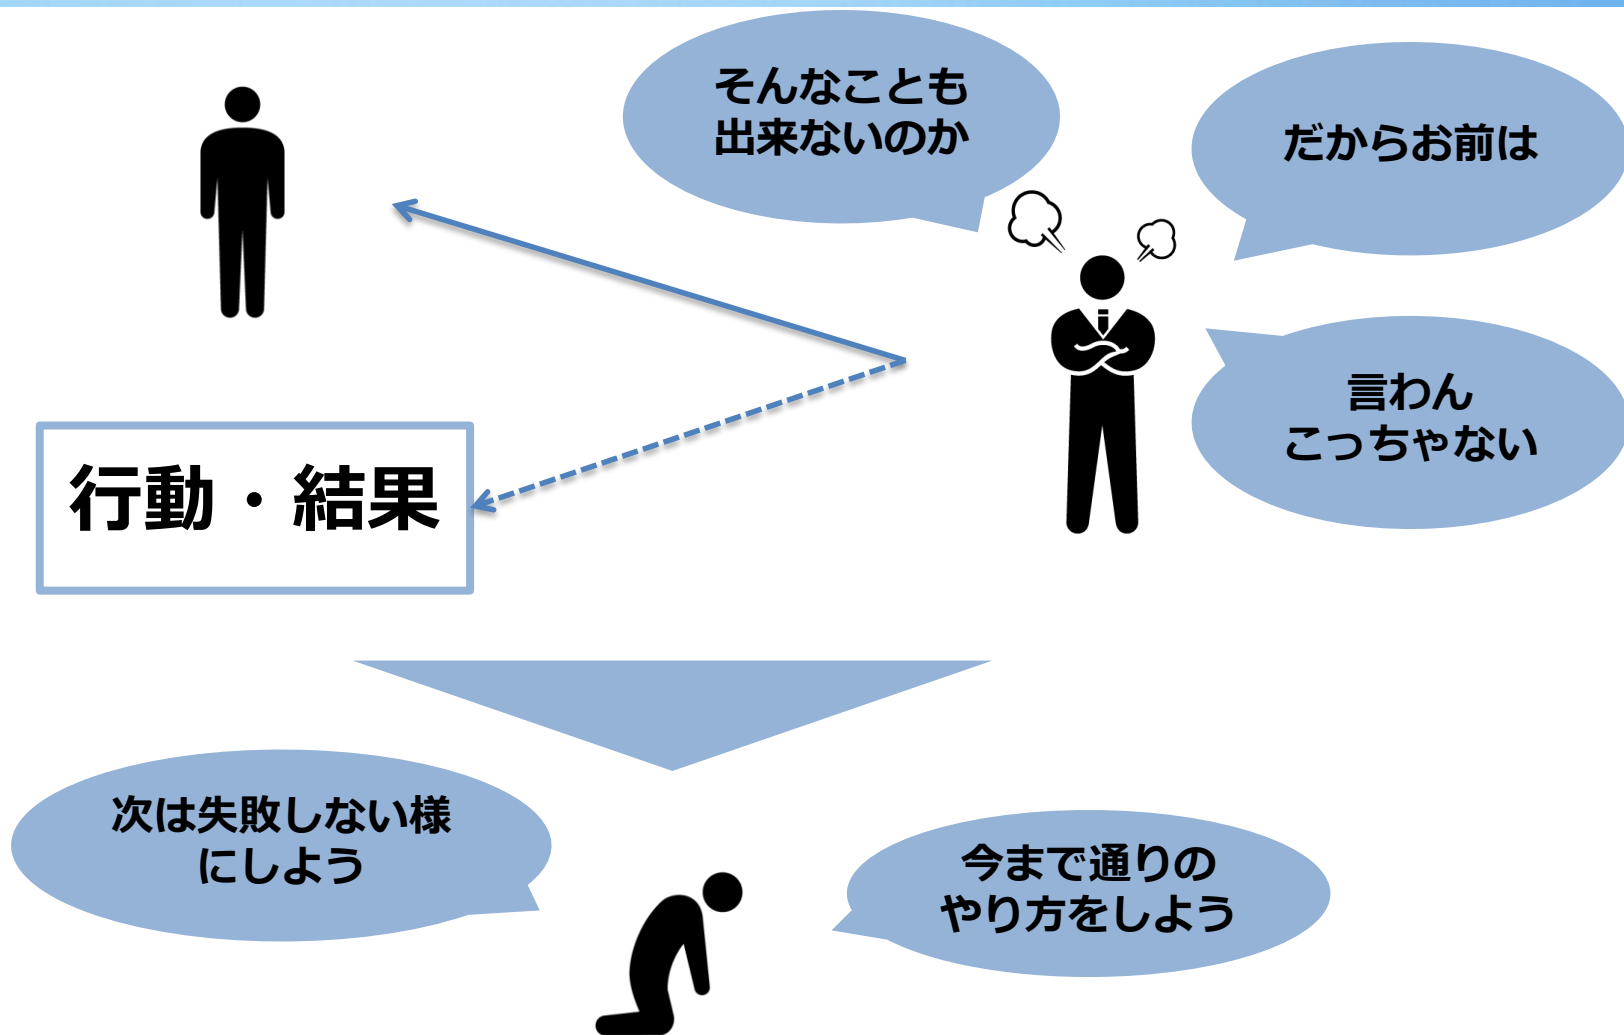 そんなことも
出来ないのか
だからお前は
言わん
こっちゃない
行動・結果
次は失敗しない様
にしよう
今まで通りの
やり方をしよう